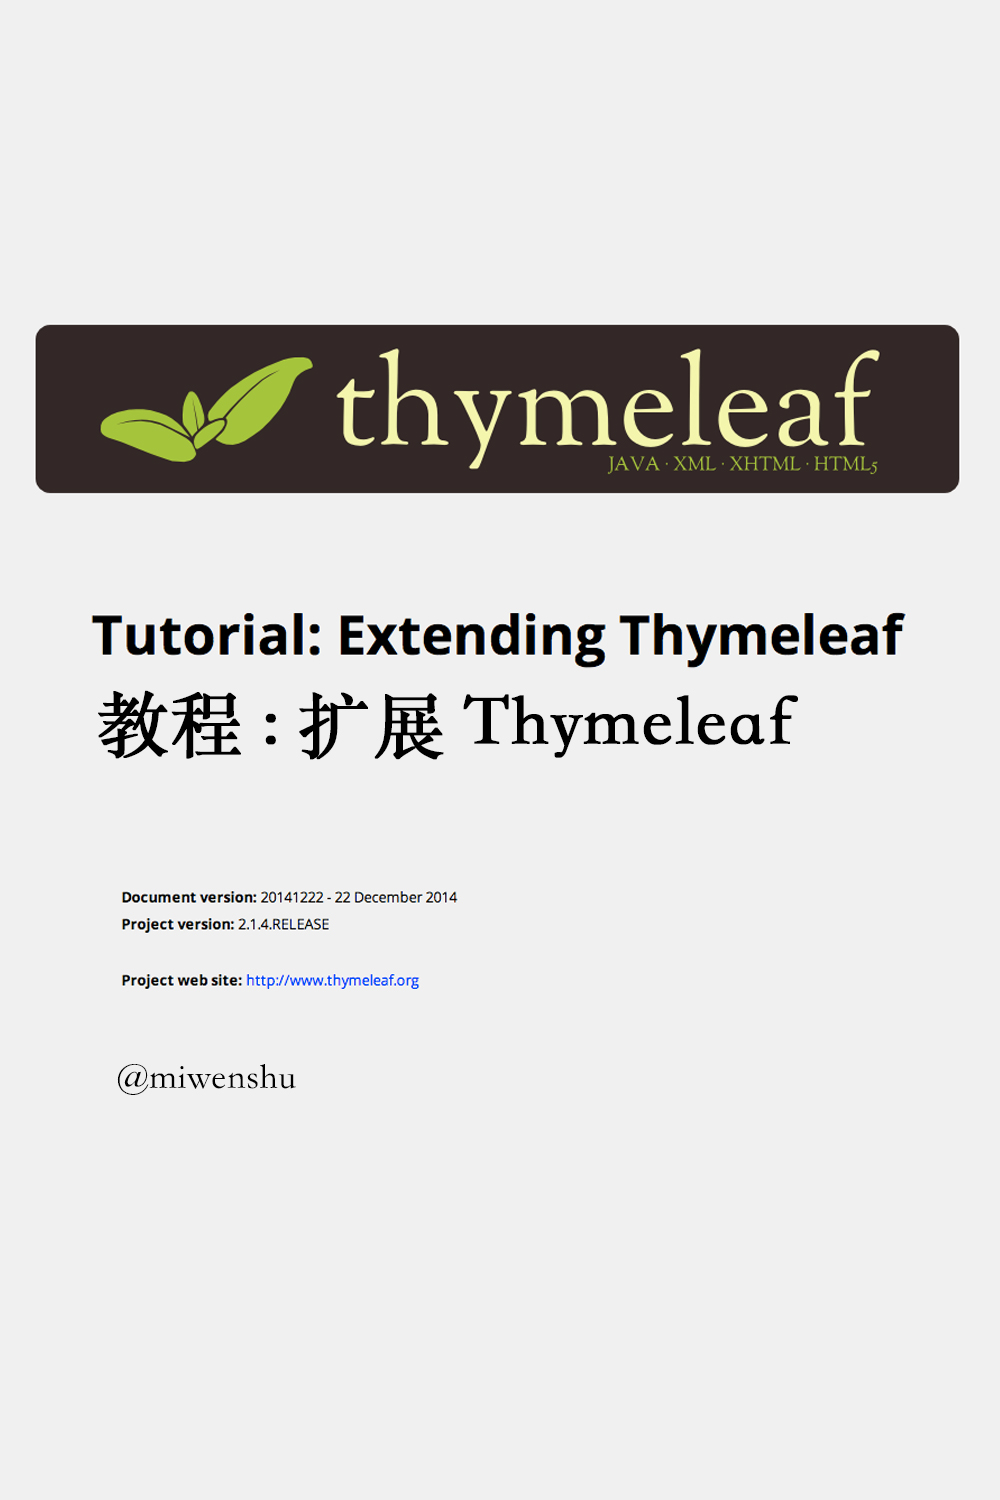 thymeleaf
JAVA · XML · XHTML · HTML5
Tutorial: Extending Thymeleaf
教程：扩展 Thymeleaf
Document version: 20141222 - 22 December 2014
Project version: 2.1.4.RELEASE
Project web site: http://www.thymeleaf.org
@miwenshu